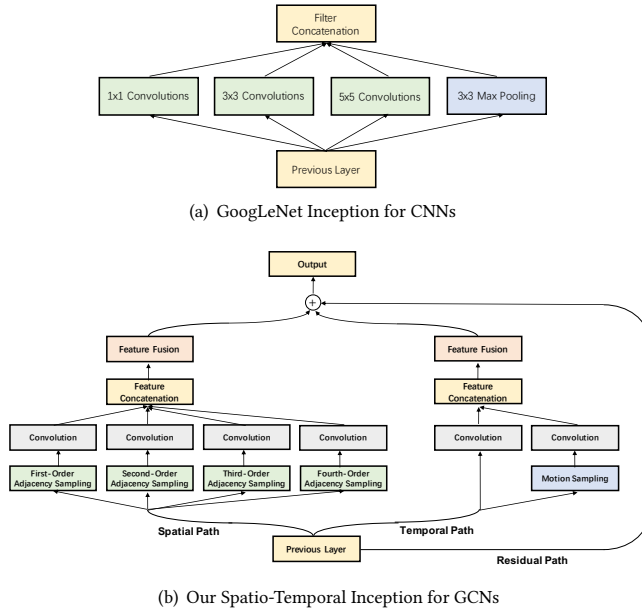 Filter
Concatenation
1x1 Convolutions
3x3 Convolutions
5x5 Convolutions
3x3 Max Pooling
Previous Layer
(a) GoogLeNet Inception for CNNs
Output
+
Feature Fusion
Feature Fusion
Feature
Concatenation
Feature
Concatenation
Convolution
Convolution
Convolution
Convolution
Convolution
Convolution
First-Order
Adjacency Sampling
Second-Order
Adjacency Sampling
Third-Order
Adjacency Sampling
Fourth-Order
Adjacency Sampling
Motion Sampling
Spatial Path
Temporal Path
Residual Path
Previous Layer
(b) Our Spatio-Temporal Inception for GCNs